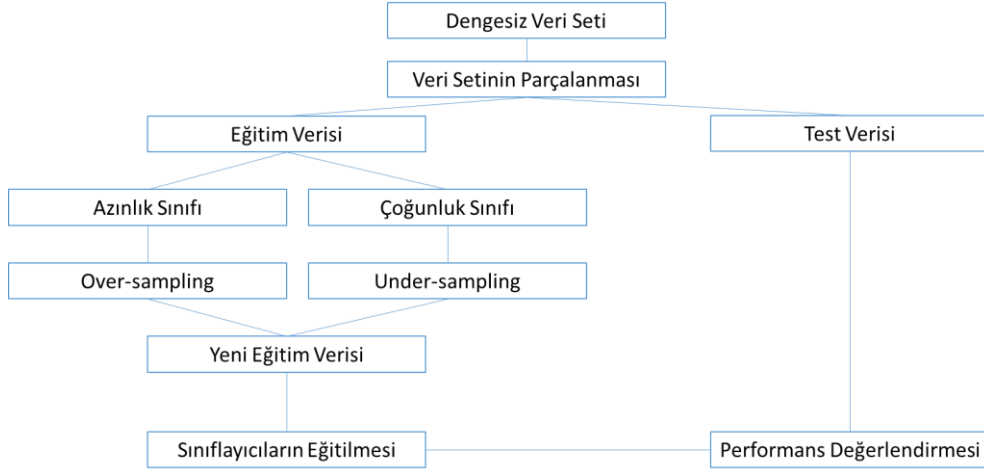 Dengesiz Veri Seti
Veri Setinin Parçalanması
Eğitim Verisi
Test Verisi
Azınlık Sınıfı
Çoğunluk Sınıfı
Over-sampling
Under-sampling
Yeni Eğitim Verisi
Sınıflayıcıların Eğitilmesi
Performans Değerlendirmesi